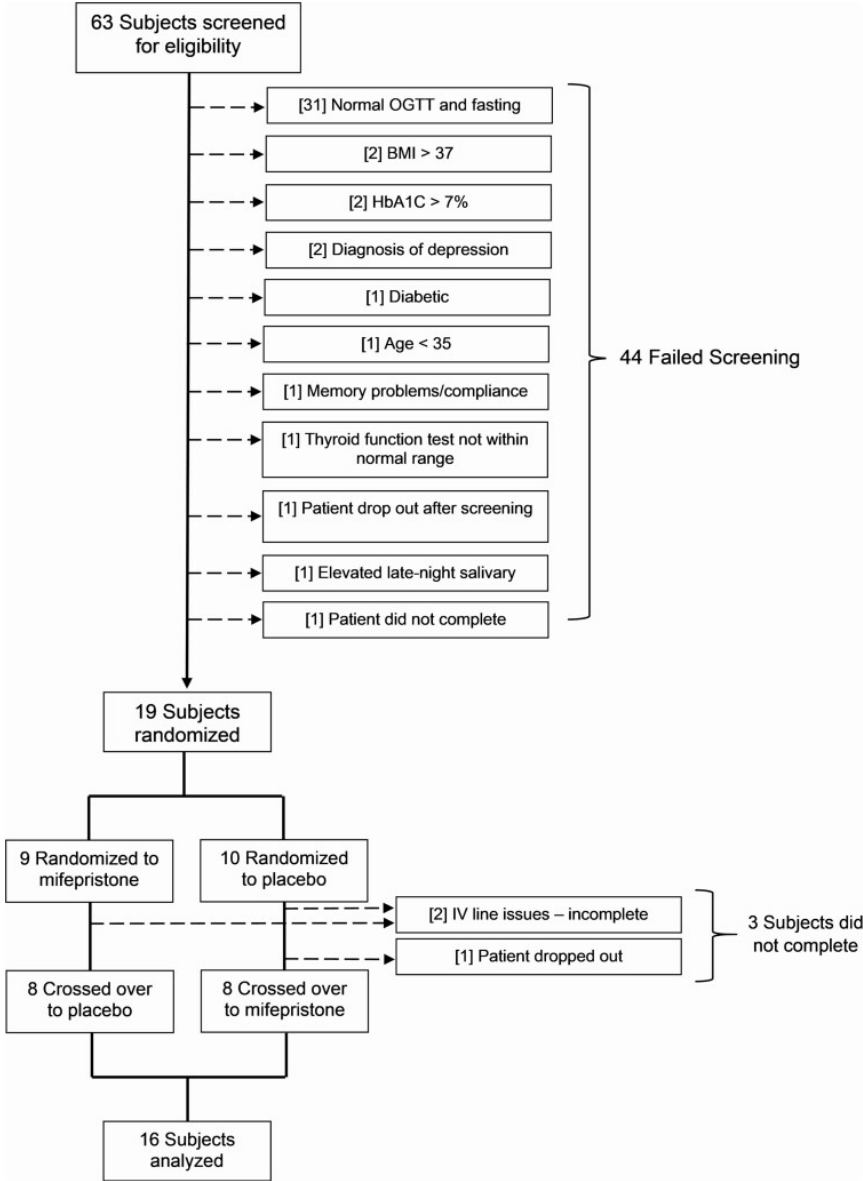 63 Subjects screened
for eligibility
[31] Normal OGTT and fasting
[2] BMI > 37
[2] HbA1C > 7%
[2] Diagnosis of depression
[1] Diabetic
[1] Age < 35
[1] Memory problems/compliance
[1] Thyroid function test not within
normal range
[1] Patient drop out after screening
[1] Elevated late-night salivary
[1] Patient did not complete
44 Failed Screening
19 Subjects
randomized
9 Randomized to
mifepristone
10 Randomized
to placebo
[2] IV line issues – incomplete
[1] Patient dropped out
3 Subjects did
not complete
8 Crossed over
to placebo
8 Crossed over
to mifepristone
16 Subjects
analyzed